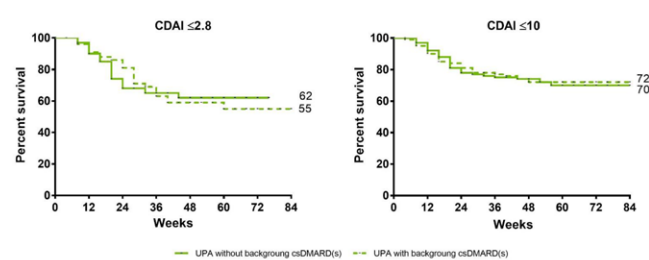 CDAI ≤2.8
100
80
60
40
20
0
Percent survival
62
55
0 12 24 36 48 60 72 84
Weeks
CDAI ≤10
100
80
60
40
20
0
Percent survival
72
70
0 12 24 36 48 60 72 84
Weeks
UPA without backgroung csDMARD(s) UPA with backgroung csDMARD(s)